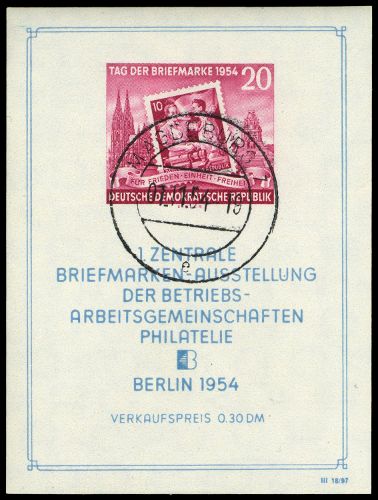 TAG DER BRIEFMARKE 1954 20
10
MAGDEBURG
FÜR FRIEDEN · EINHEIT · FREIHEIT
DEUTSCHE DEMOKRATISCHE REPUBLIK
e
1. ZENTRALE
BRIEFMARKEN-AUSSTELLUNG
DER BETRIEBS-
ARBEITSGEMEINSCHAFTEN
PHILATELIE
B
BERLIN 1954
VERKAUFSPREIS 0.30 DM
III 18/97